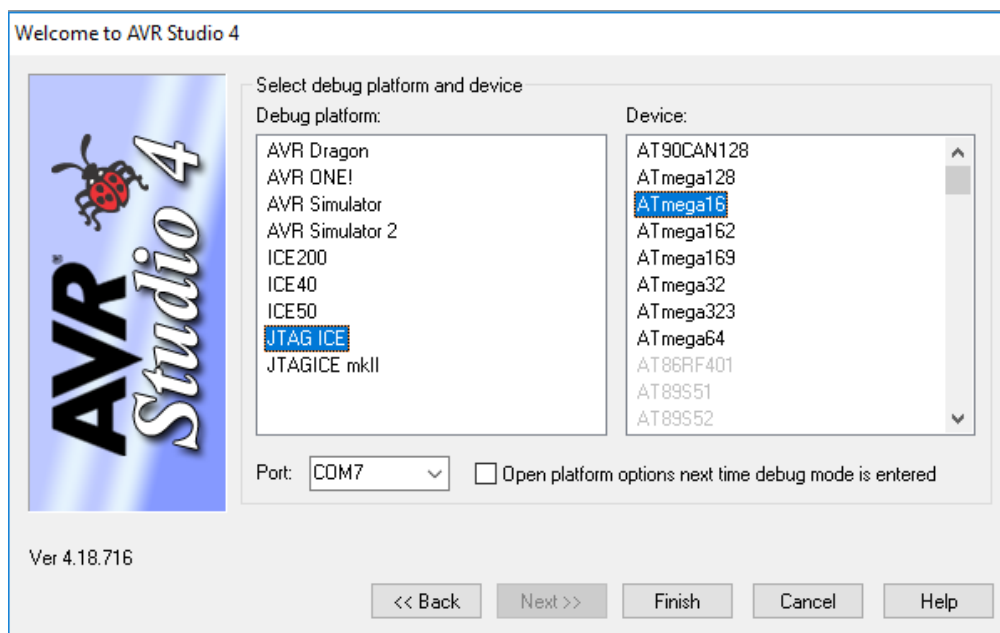 Welcome to AVR Studio 4
AVR®
Studio 4
Select debug platform and device
Debug platform:
AVR Dragon
AVR ONE!
AVR Simulator
AVR Simulator 2
ICE200
ICE40
ICE50
JTAG ICE
JTAGICE mkII
Device:
AT90CAN128
ATmega128
ATmega16
ATmega162
ATmega169
ATmega32
ATmega323
ATmega64
AT86RF401
AT89S51
AT89S52
Port: COM7
Open platform options next time debug mode is entered
Ver 4.18.716
<< Back Next >> Finish Cancel Help